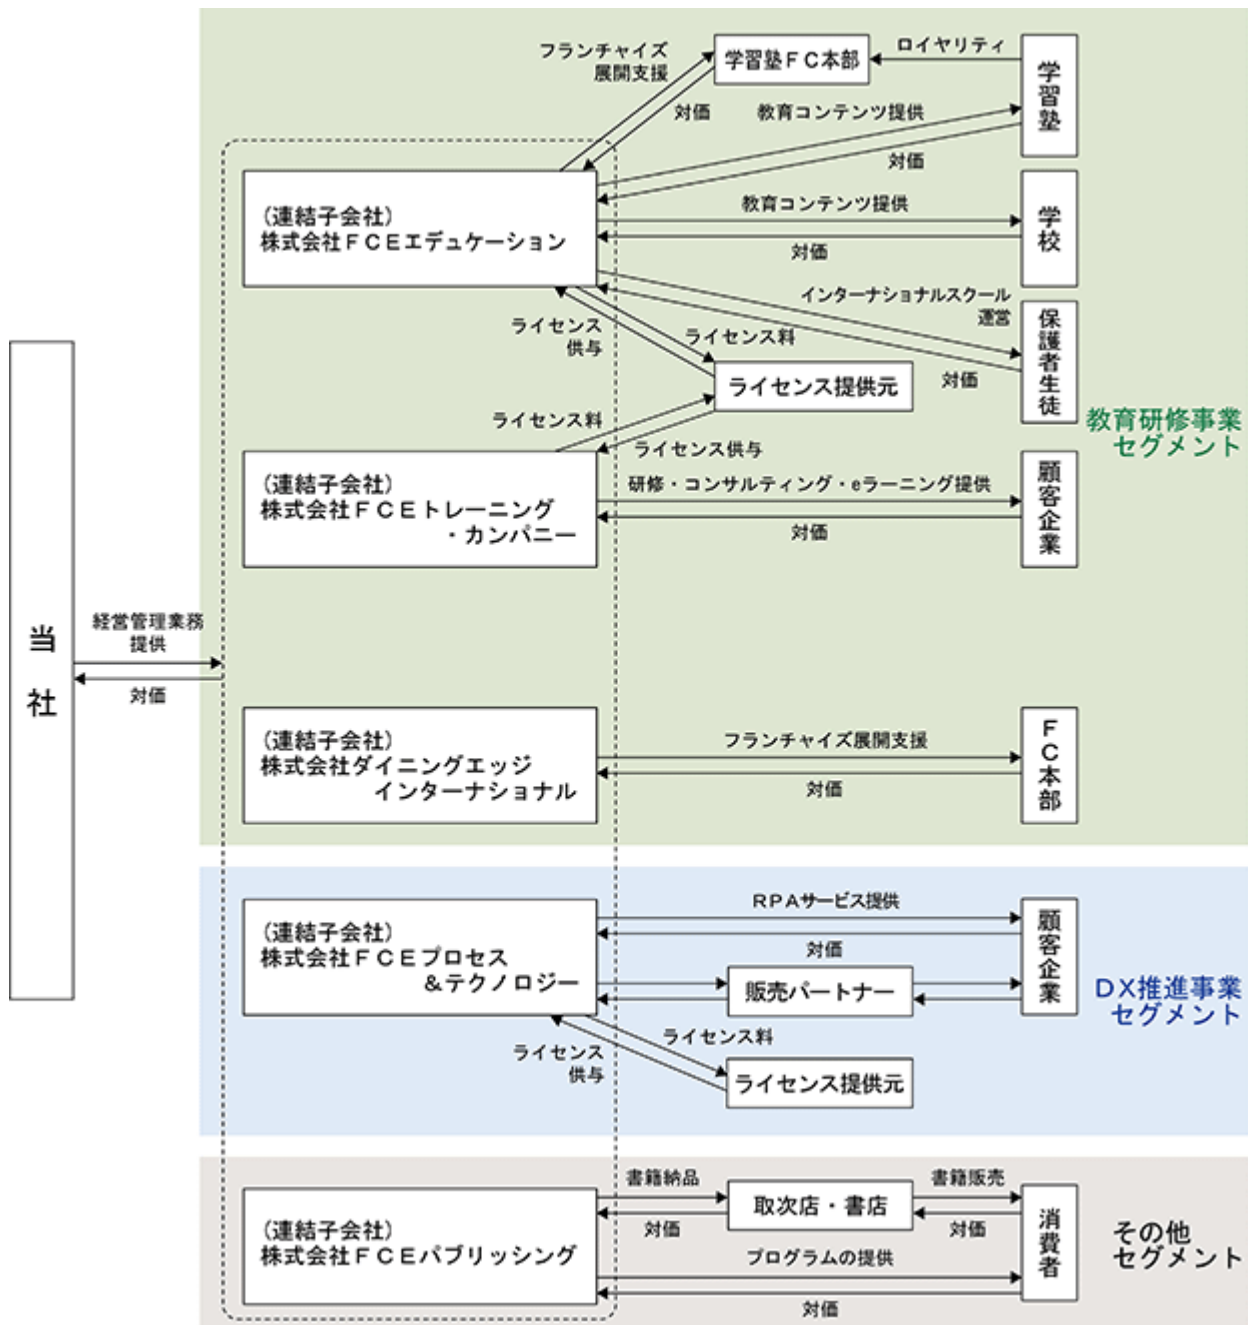 フランチャイズ
展開支援
学習塾ＦＣ本部
ロイヤリティ
学習塾
対価
教育コンテンツ提供
対価
(連結子会社)
株式会社ＦＣＥエデュケーション
教育コンテンツ提供
対価
学校
インターナショナルスクール
運営
対価
保護者生徒
ライセンス
供与
ライセンス料
ライセンス提供元
ライセンス料
ライセンス供与
教育研修事業
セグメント
(連結子会社)
株式会社ＦＣＥトレーニング
・カンパニー
研修・コンサルティング・eラーニング提供
対価
顧客企業
当社
経営管理業務
提供
対価
(連結子会社)
株式会社ダイニングエッジ
インターナショナル
フランチャイズ展開支援
対価
ＦＣ本部
(連結子会社)
株式会社ＦＣＥプロセス
＆テクノロジー
ＲＰＡサービス提供
対価
販売パートナー
顧客企業
ライセンス
供与
ライセンス料
ライセンス提供元
ＤＸ推進事業
セグメント
(連結子会社)
株式会社ＦＣＥパブリッシング
書籍納品
対価
取次店・書店
書籍販売
対価
プログラムの提供
対価
消費者
その他
セグメント